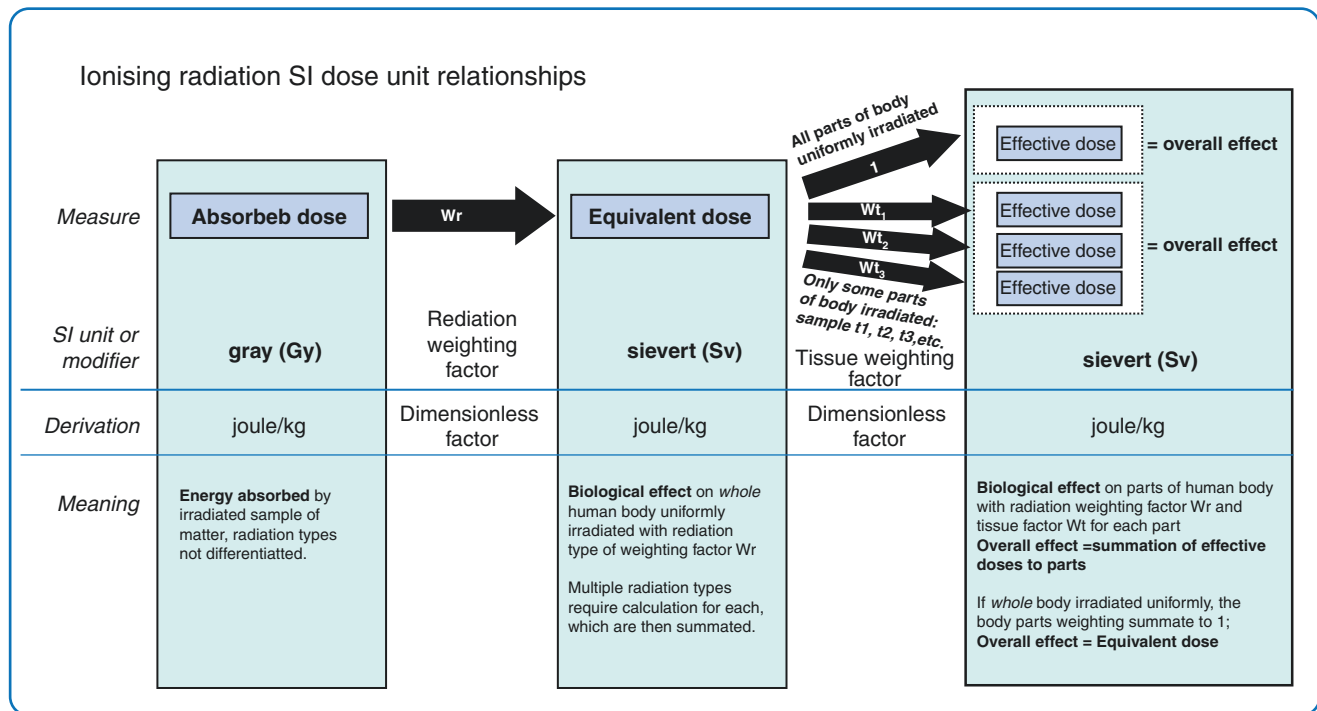 Ionising radiation SI dose unit relationships
All parts of body
uniformly irradiated
1
Effective dose
= overall effect
Measure
Absorbeb dose
Wr
Equivalent dose
Wt1
Wt2
Wt3
Effective dose
Effective dose
Effective dose
= overall effect
Only some parts
of body irradiated:
sample t1, t2, t3,etc.
SI unit or
modifier
gray (Gy)
Rediation
weighting
factor
sievert (Sv)
Tissue weighting
factor
sievert (Sv)
Derivation
joule/kg
Dimensionless
factor
joule/kg
Dimensionless
factor
joule/kg
Meaning
Energy absorbed by
irradiated sample of
matter, radiation types
not differentiatted.
Biological effect on whole
human body uniformly
irradiated with rediation
type of weighting factor Wr
Multiple radiation types
require calculation for each,
which are then summated.
Biological effect on parts of human body
with radiation weighting factor Wr and
tissue factor Wt for each part
Overall effect =summation of effective
doses to parts
If whole body irradiated uniformly, the
body parts weighting summate to 1;
Overall effect = Equivalent dose